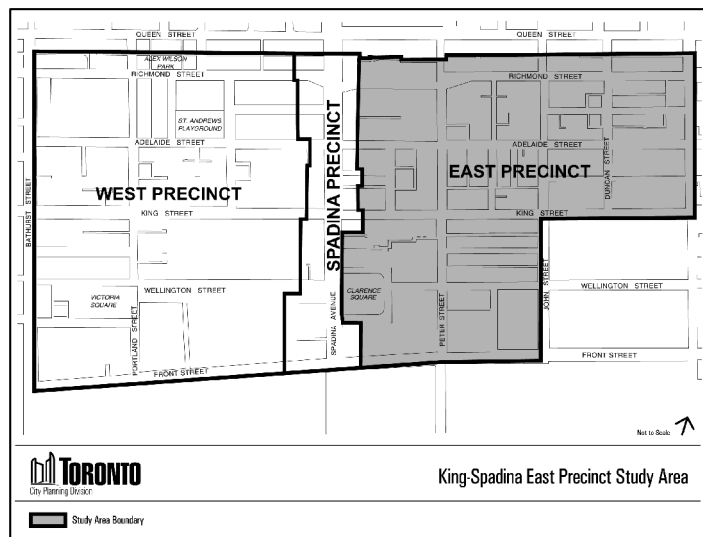 QUEEN STREET
QUEEN STREET
ALEX WILSON
PARK
RICHMOND STREET
RICHMOND STREET
ST. ANDREWS
PLAYGROUND
ADELAIDE STREET
ADELAIDE STREET
WEST PRECINCT
SPADINA PRECINCT
EAST PRECINCT
DUNCAN STREET
BATHURST STREET
KING STREET
KING STREET
WELLINGTON STREET
WELLINGTON STREET
VICTORIA
SQUARE
CLARENCE
SQUARE
JOHN STREET
PORTLAND STREET
SPADINA AVENUE
PETER STREET
FRONT STREET
FRONT STREET
Not to Scale
TORONTO
City Planning Division
King-Spadina East Precinct Study Area
Study Area Boundary